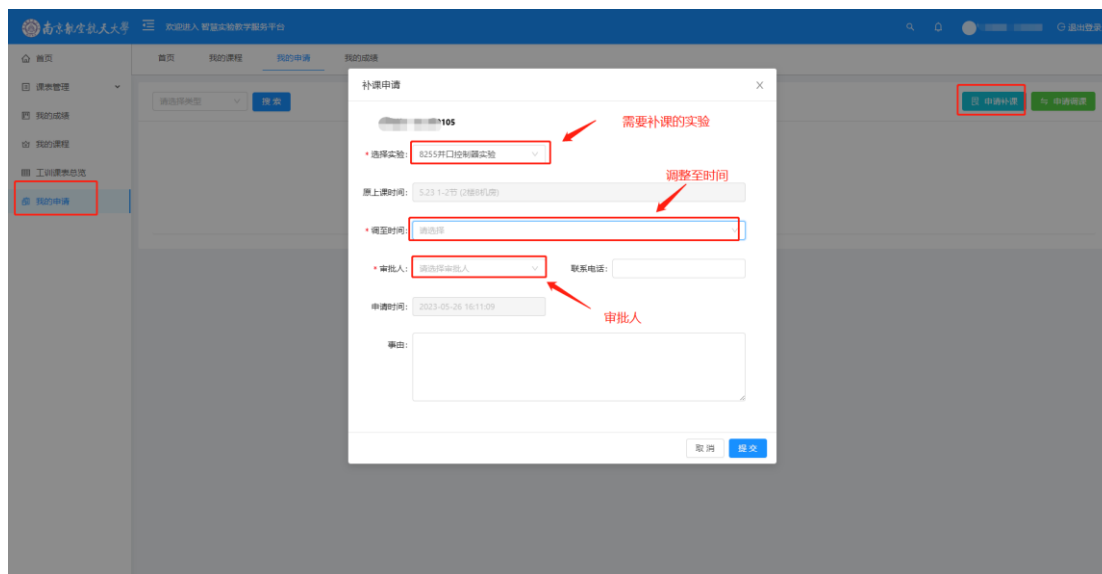 南京航空航天大学 欢迎进入 智慧实验教学服务平台 退出登录
首页
课表管理
我的成绩
我的课程
工训课表总览
我的申请
首页 我的课程 我的申请 我的成绩
请选择类型 搜索 申请补课 申请调课
补课申请
105
需要补课的实验
* 选择实验: 8255并口控制器实验
调整至时间
原上课时间: 5.23 1-2节 (2楼8机房)
* 调至时间: 请选择
* 审批人: 请选择审批人 联系电话:
申请时间: 2023-05-26 16:11:09
审批人
事由:
取消 提交